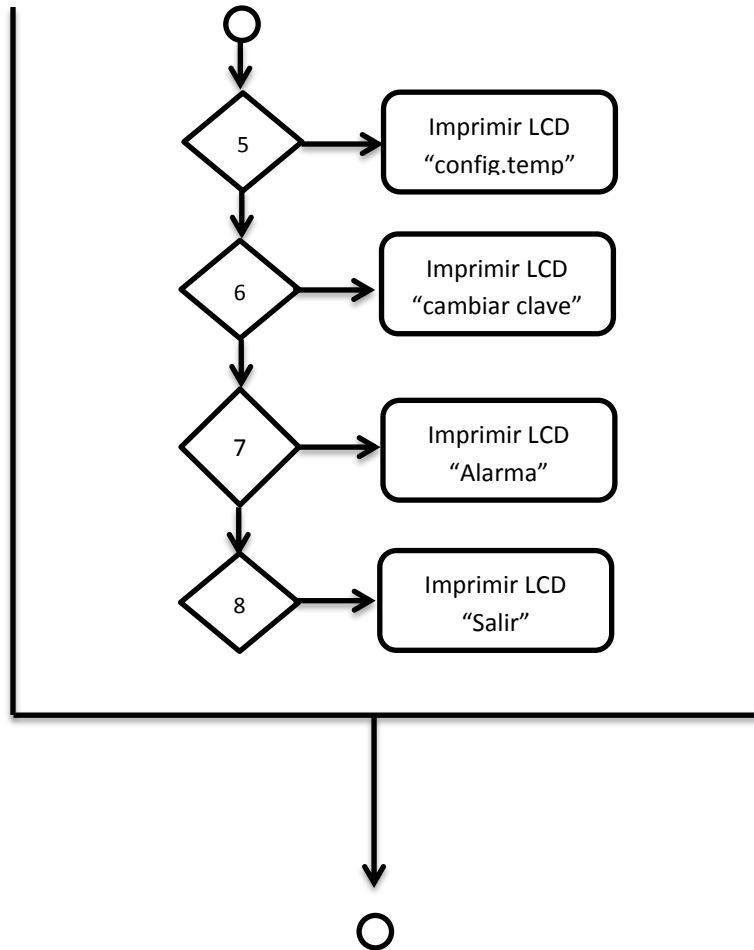 5
Imprimir LCD
“config.temp”
6
Imprimir LCD
“cambiar clave”
7
Imprimir LCD
“Alarma”
8
Imprimir LCD
“Salir”